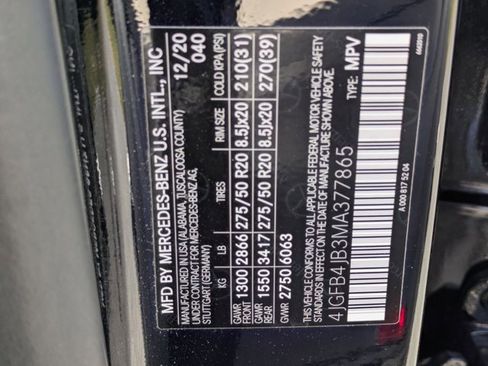 MFD BY MERCEDES-BENZ U.S. INTL., INC
MANUFACTURED IN USA (ALABAMA, TUSCALOOSA COUNTY)
UNDER CONTRACT WITH MERCEDES-BENZ AG,
STUTTGART (GERMANY)
12/20
040
KG LB TIRES RIM SIZE COLD KPA (PSI)
GAWR FRONT 1300 2866 275/50 R20 8.5Jx20 210(31)
GAWR REAR 1550 3417 275/50 R20 8.5Jx20 270(39)
GVWR 2750 6063
THIS VEHICLE CONFORMS TO ALL APPLICABLE FEDERAL MOTOR VEHICLE SAFETY
STANDARDS IN EFFECT ON THE DATE OF MANUFACTURE SHOWN ABOVE.
4JGFB4JB3MA377865 TYPE: MPV
A 000 817 52 04